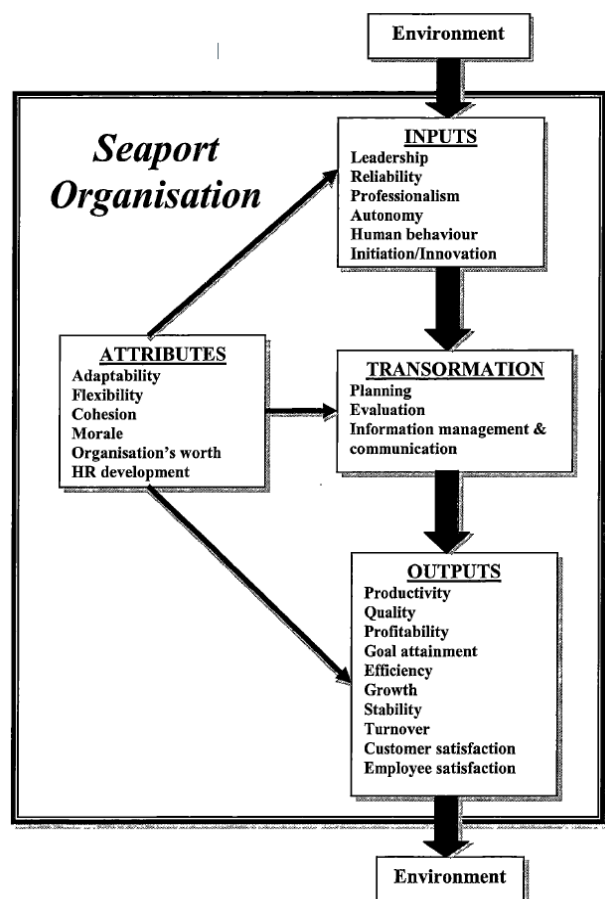 Environment
Seaport
Organisation
INPUTS
Leadership
Reliability
Professionalism
Autonomy
Human behaviour
Initiation/Innovation
ATTRIBUTES
Adaptability
Flexibility
Cohesion
Morale
Organisation's worth
HR development
TRANSORMATION
Planning
Evaluation
Information management &
communication
OUTPUTS
Productivity
Quality
Profitability
Goal attainment
Efficiency
Growth
Stability
Turnover
Customer satisfaction
Employee satisfaction
Environment